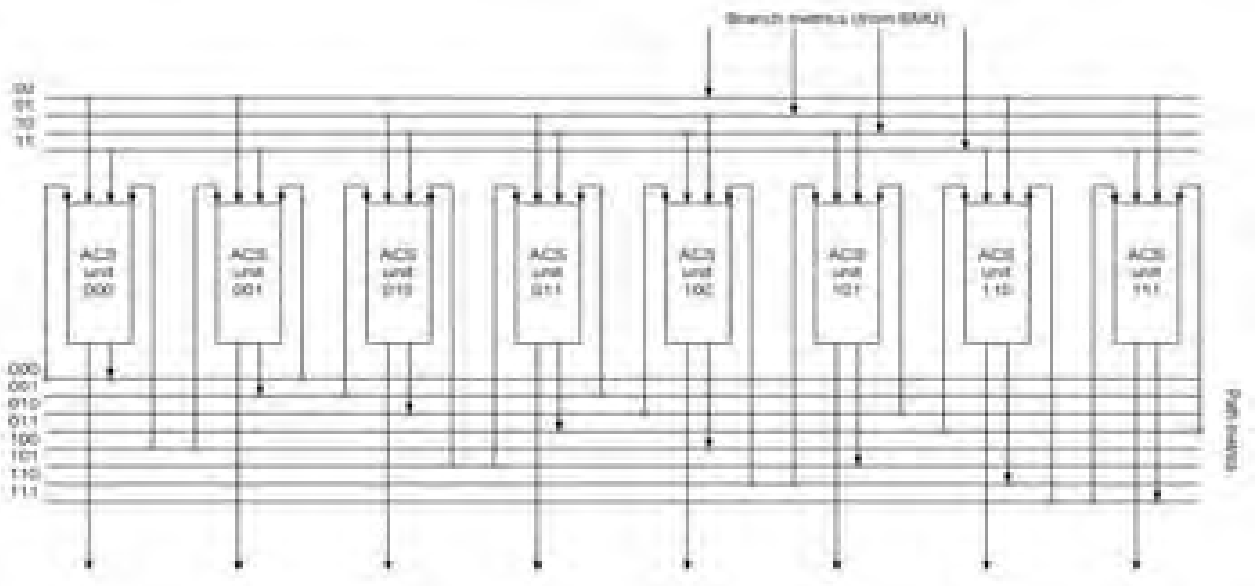 Branch metrics (from BMU)
00
01
10
11
ACS
unit
000
ACS
unit
001
ACS
unit
010
ACS
unit
011
ACS
unit
100
ACS
unit
101
ACS
unit
110
ACS
unit
111
000
001
010
011
100
101
110
111
Path metrics